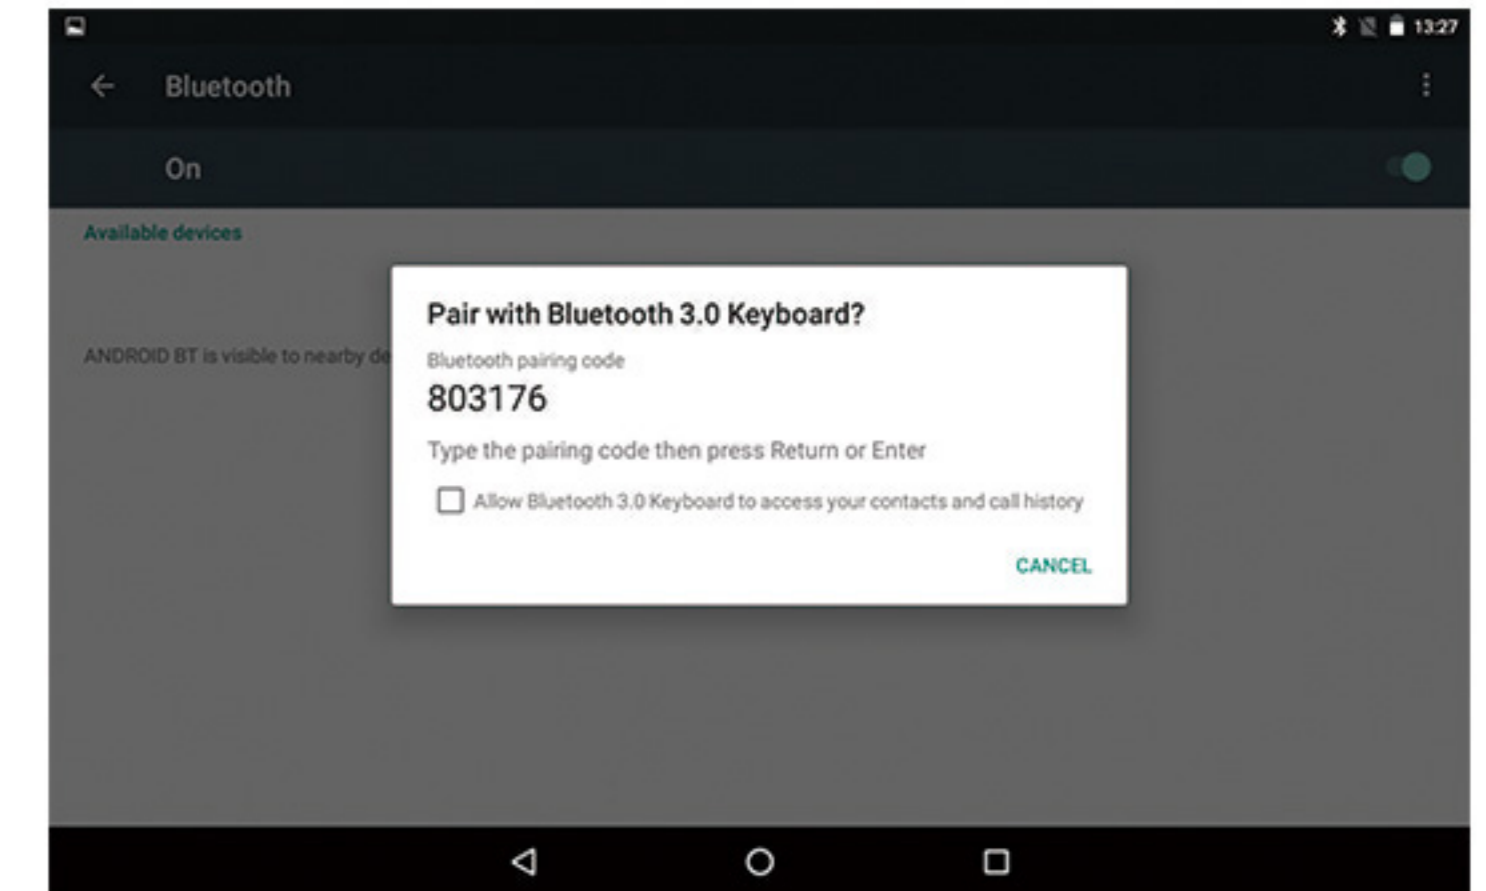 13:27
Bluetooth
On
Available devices
ANDROID BT is visible to nearby de
Pair with Bluetooth 3.0 Keyboard?
Bluetooth pairing code
803176
Type the pairing code then press Return or Enter
Allow Bluetooth 3.0 Keyboard to access your contacts and call history
CANCEL